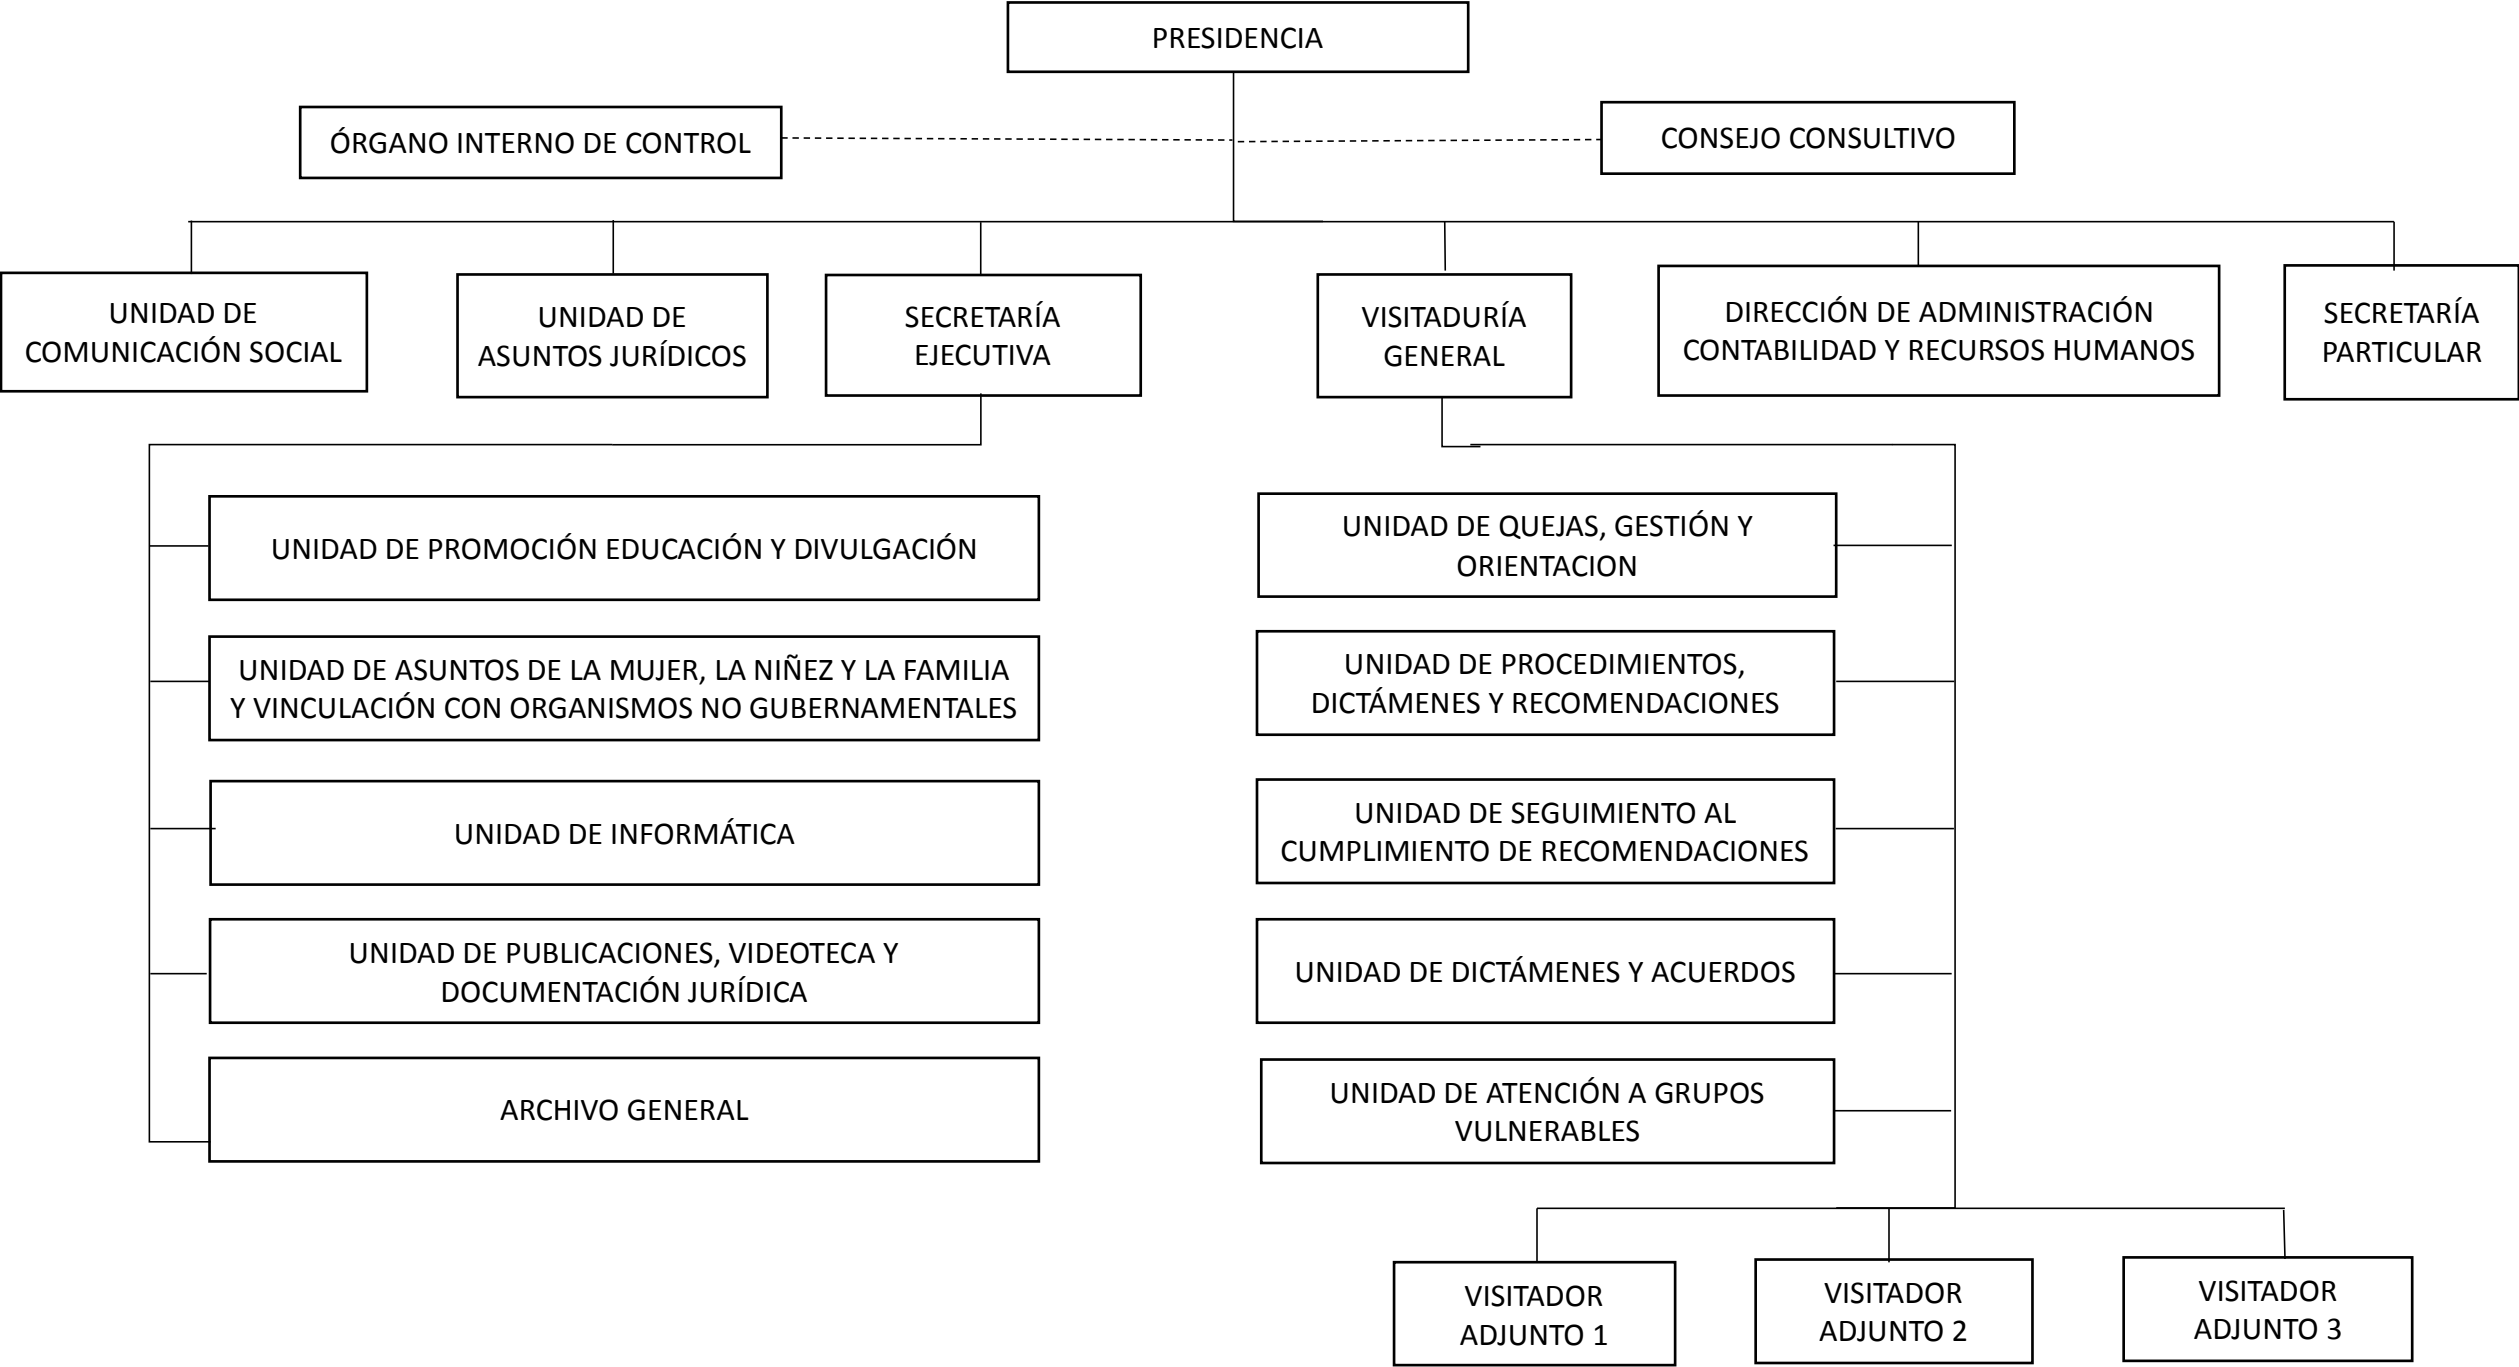 PRESIDENCIA
ÓRGANO INTERNO DE CONTROL
CONSEJO CONSULTIVO
UNIDAD DE
COMUNICACIÓN SOCIAL
UNIDAD DE
ASUNTOS JURÍDICOS
SECRETARÍA
EJECUTIVA
VISITADURÍA
GENERAL
DIRECCIÓN DE ADMINISTRACIÓN
CONTABILIDAD Y RECURSOS HUMANOS
SECRETARÍA
PARTICULAR
UNIDAD DE PROMOCIÓN EDUCACIÓN Y DIVULGACIÓN
UNIDAD DE ASUNTOS DE LA MUJER, LA NIÑEZ Y LA FAMILIA
Y VINCULACIÓN CON ORGANISMOS NO GUBERNAMENTALES
UNIDAD DE INFORMÁTICA
UNIDAD DE PUBLICACIONES, VIDEOTECA Y
DOCUMENTACIÓN JURÍDICA
ARCHIVO GENERAL
UNIDAD DE QUEJAS, GESTIÓN Y
ORIENTACION
UNIDAD DE PROCEDIMIENTOS,
DICTÁMENES Y RECOMENDACIONES
UNIDAD DE SEGUIMIENTO AL
CUMPLIMIENTO DE RECOMENDACIONES
UNIDAD DE DICTÁMENES Y ACUERDOS
UNIDAD DE ATENCIÓN A GRUPOS
VULNERABLES
VISITADOR
ADJUNTO 1
VISITADOR
ADJUNTO 2
VISITADOR
ADJUNTO 3